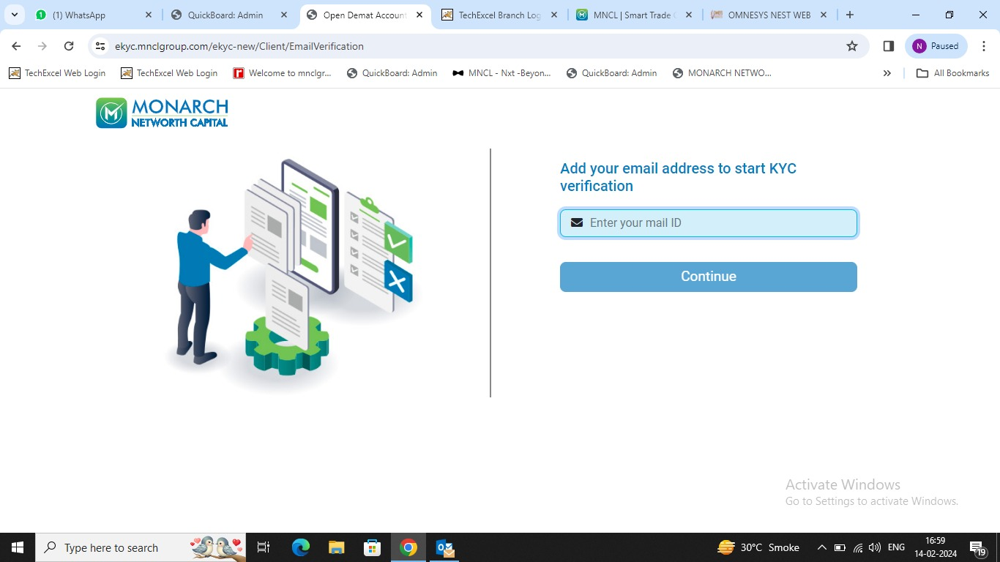 (1) WhatsApp
QuickBoard: Admin
Open Demat Account
TechExcel Branch Log
MNCL | Smart Trade
OMNESYS NEST WEB
ekyc.mnclgroup.com/ekyc-new/Client/EmailVerification
N Paused
TechExcel Web Login
TechExcel Web Login
Welcome to mnclgr...
QuickBoard: Admin
MNCL - Nxt -Beyon...
QuickBoard: Admin
MONARCH NETWO...
All Bookmarks
MONARCH
NETWORTH CAPITAL
Add your email address to start KYC
verification
Enter your mail ID
Continue
Activate Windows
Go to Settings to activate Windows.
Type here to search
30°C Smoke
ENG
16:59
14-02-2024
19